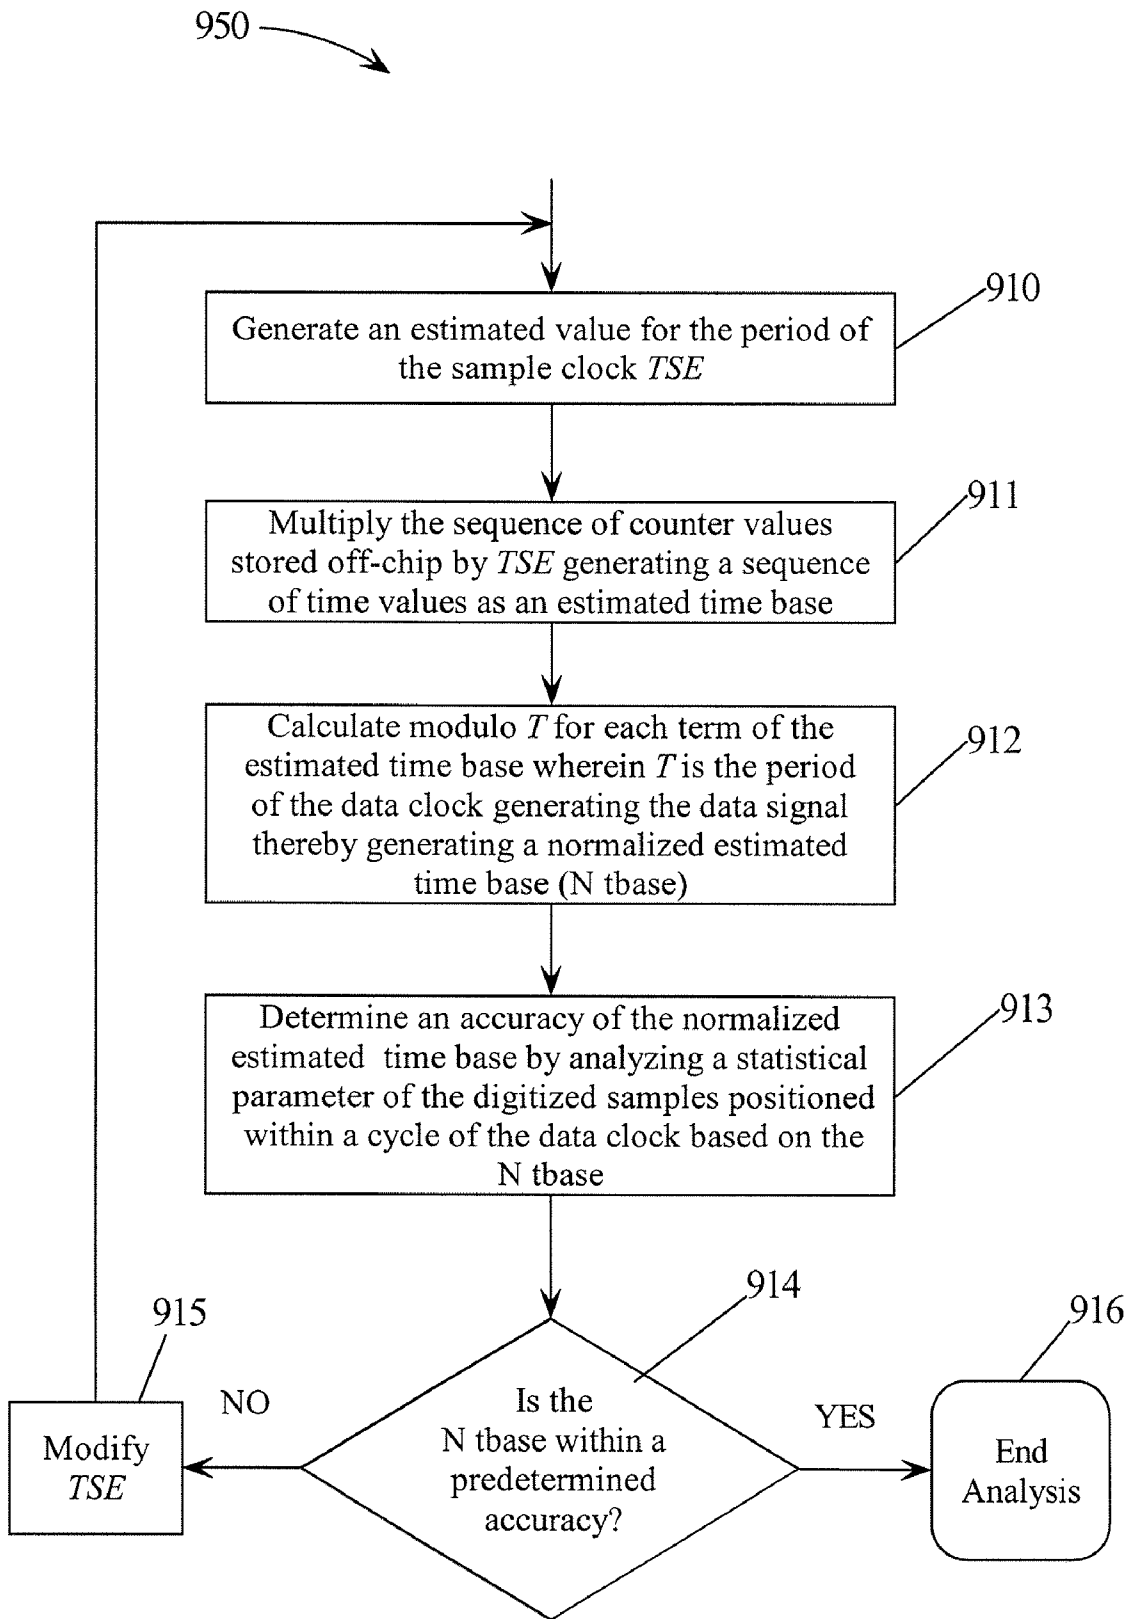 950
910
Generate an estimated value for the period of
the sample clock TSE
911
Multiply the sequence of counter values
stored off-chip by TSE generating a sequence
of time values as an estimated time base
912
Calculate modulo T for each term of the
estimated time base wherein T is the period
of the data clock generating the data signal
thereby generating a normalized estimated
time base (N tbase)
913
Determine an accuracy of the normalized
estimated time base by analyzing a statistical
parameter of the digitized samples positioned
within a cycle of the data clock based on the
N tbase
914
915
916
NO
YES
Is the
N tbase within a
predetermined
accuracy?
Modify
TSE
End
Analysis